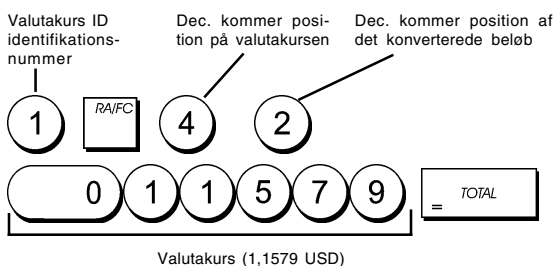 Valutakurs ID
identifikations-
nummer
Dec. kommer posi-
tion på valutakursen
Dec. kommer position af
det konverterede beløb
1 RA/FC 4 2
0 1 1 5 7 9 = TOTAL
Valutakurs (1,1579 USD)